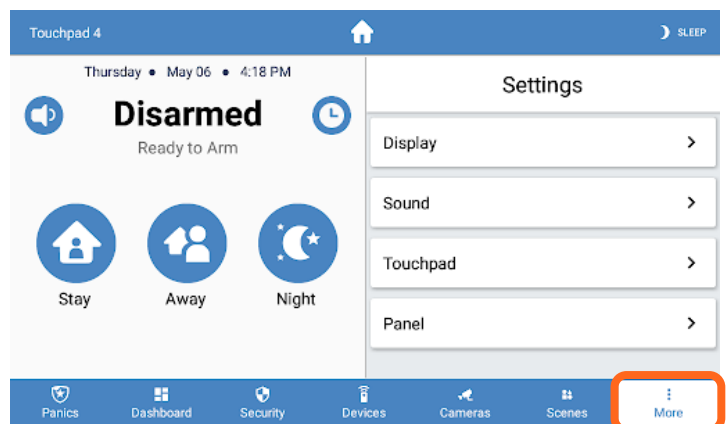 Touchpad 4
SLEEP
Thursday • May 06 • 4:18 PM
Disarmed
Ready to Arm
Stay
Away
Night
Settings
Display
Sound
Touchpad
Panel
Panics
Dashboard
Security
Devices
Cameras
Scenes
More